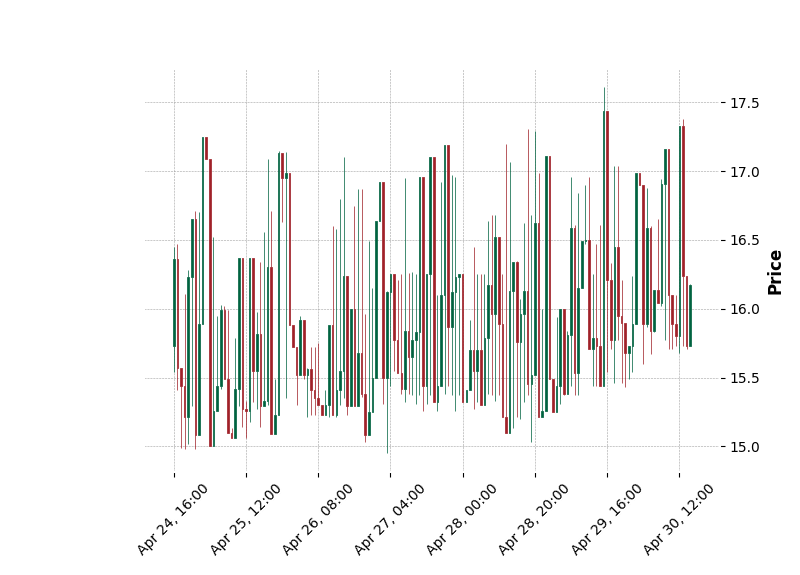 17.5
17.0
16.5
16.0
15.5
15.0
Price
Apr 24, 16:00
Apr 25, 12:00
Apr 26, 08:00
Apr 27, 04:00
Apr 28, 00:00
Apr 28, 20:00
Apr 29, 16:00
Apr 30, 12:00